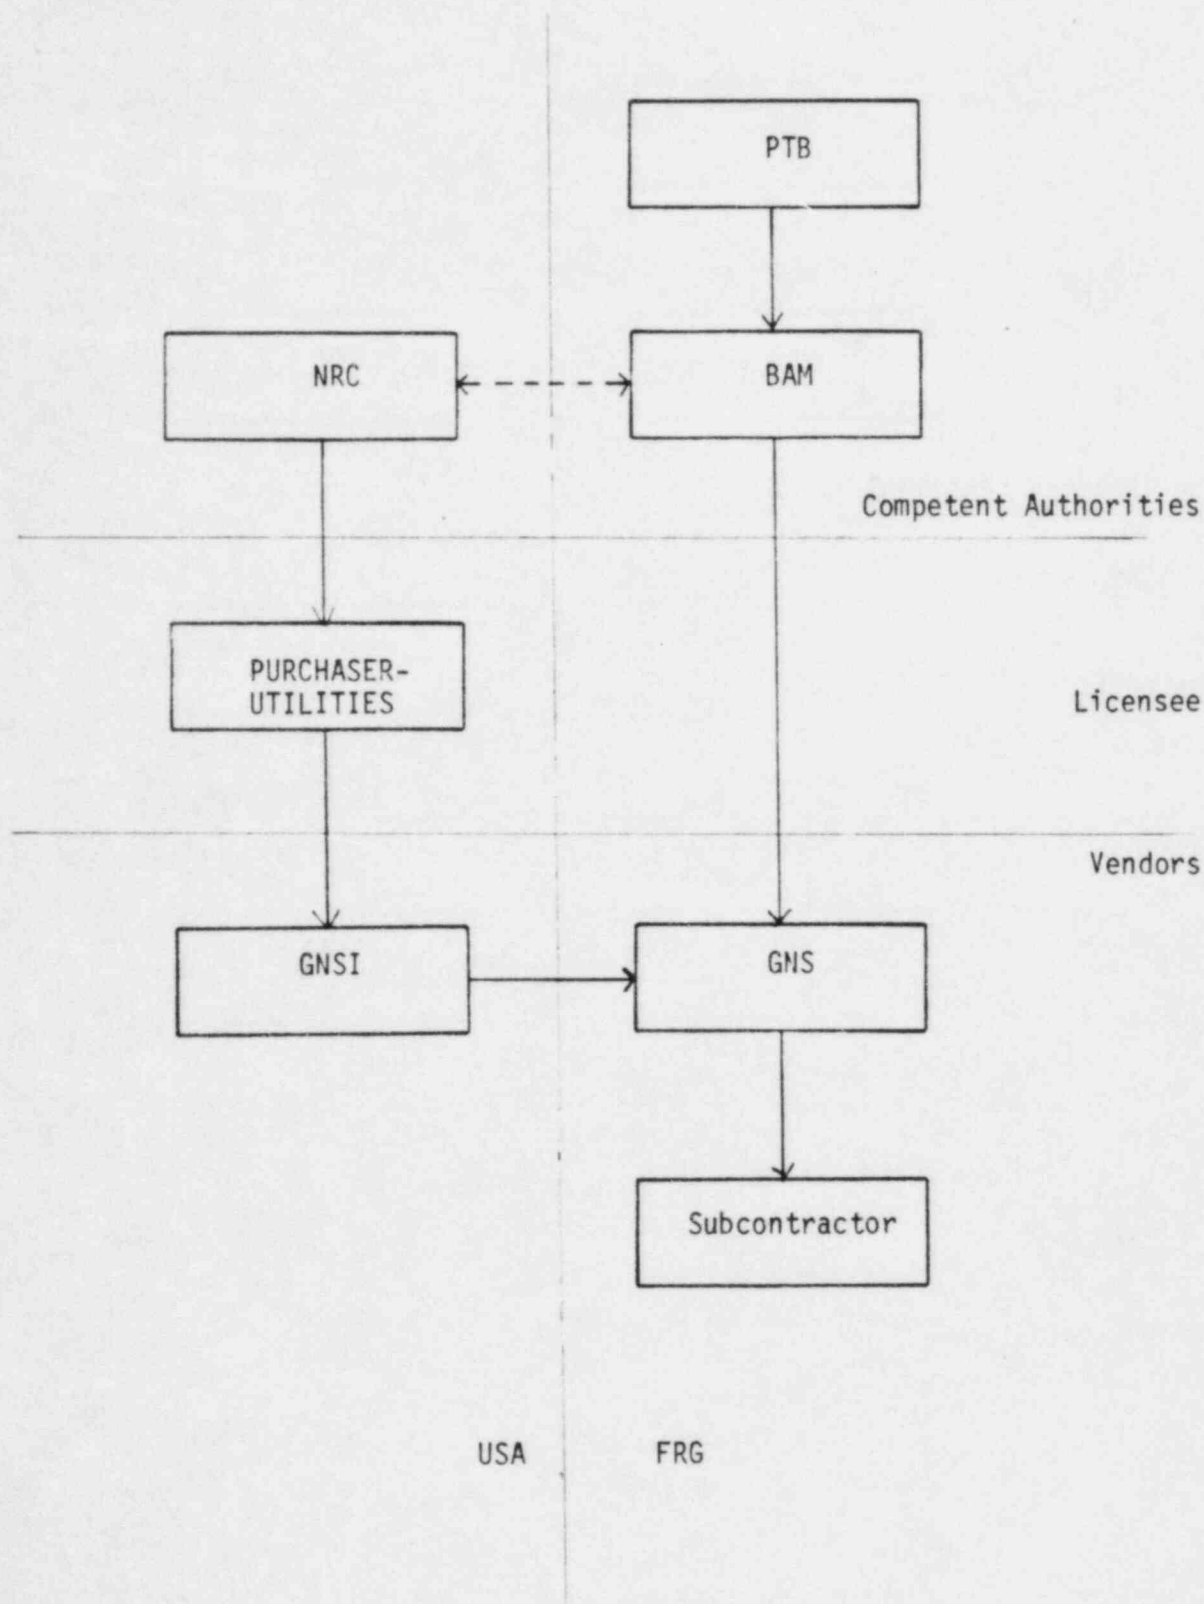 PTB
NRC
BAM
Competent Authorities
PURCHASER-
UTILITIES
Licensee
Vendors
GNSI
GNS
Subcontractor
USA
FRG